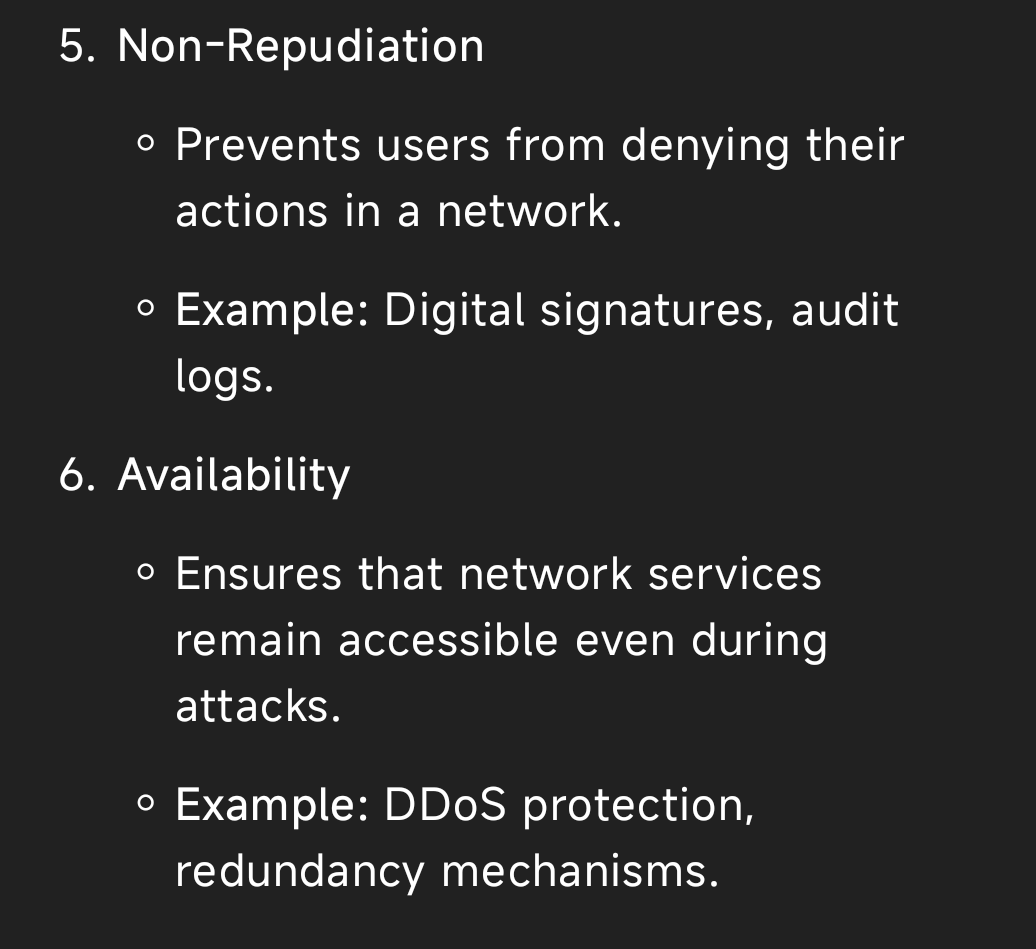 5. Non-Repudiation
○ Prevents users from denying their
actions in a network.
○ Example: Digital signatures, audit
logs.
6. Availability
○ Ensures that network services
remain accessible even during
attacks.
○ Example: DDoS protection,
redundancy mechanisms.